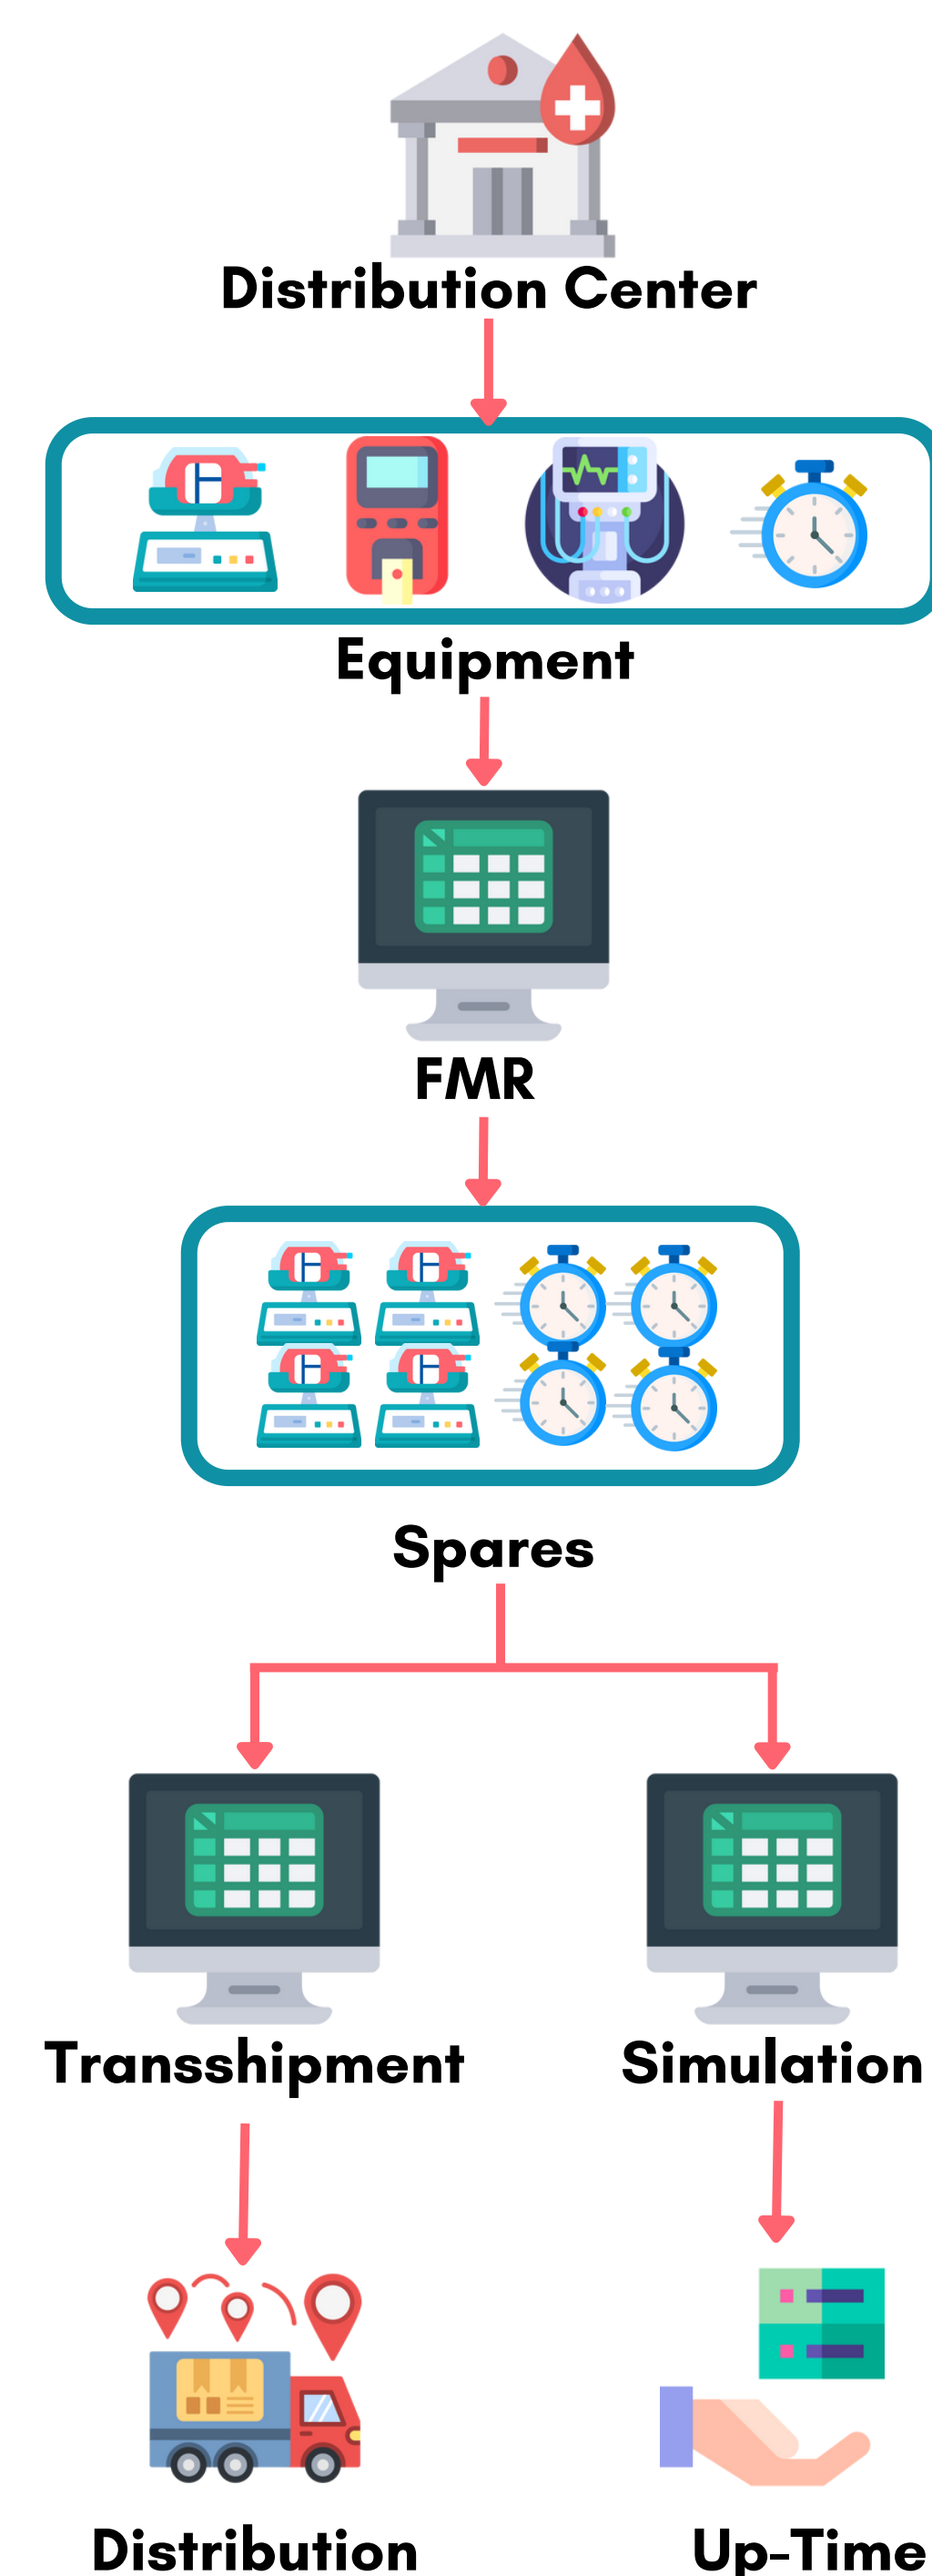 Distribution Center
Equipment
FMR
Spares
Transshipment
Simulation
Distribution
Up-Time